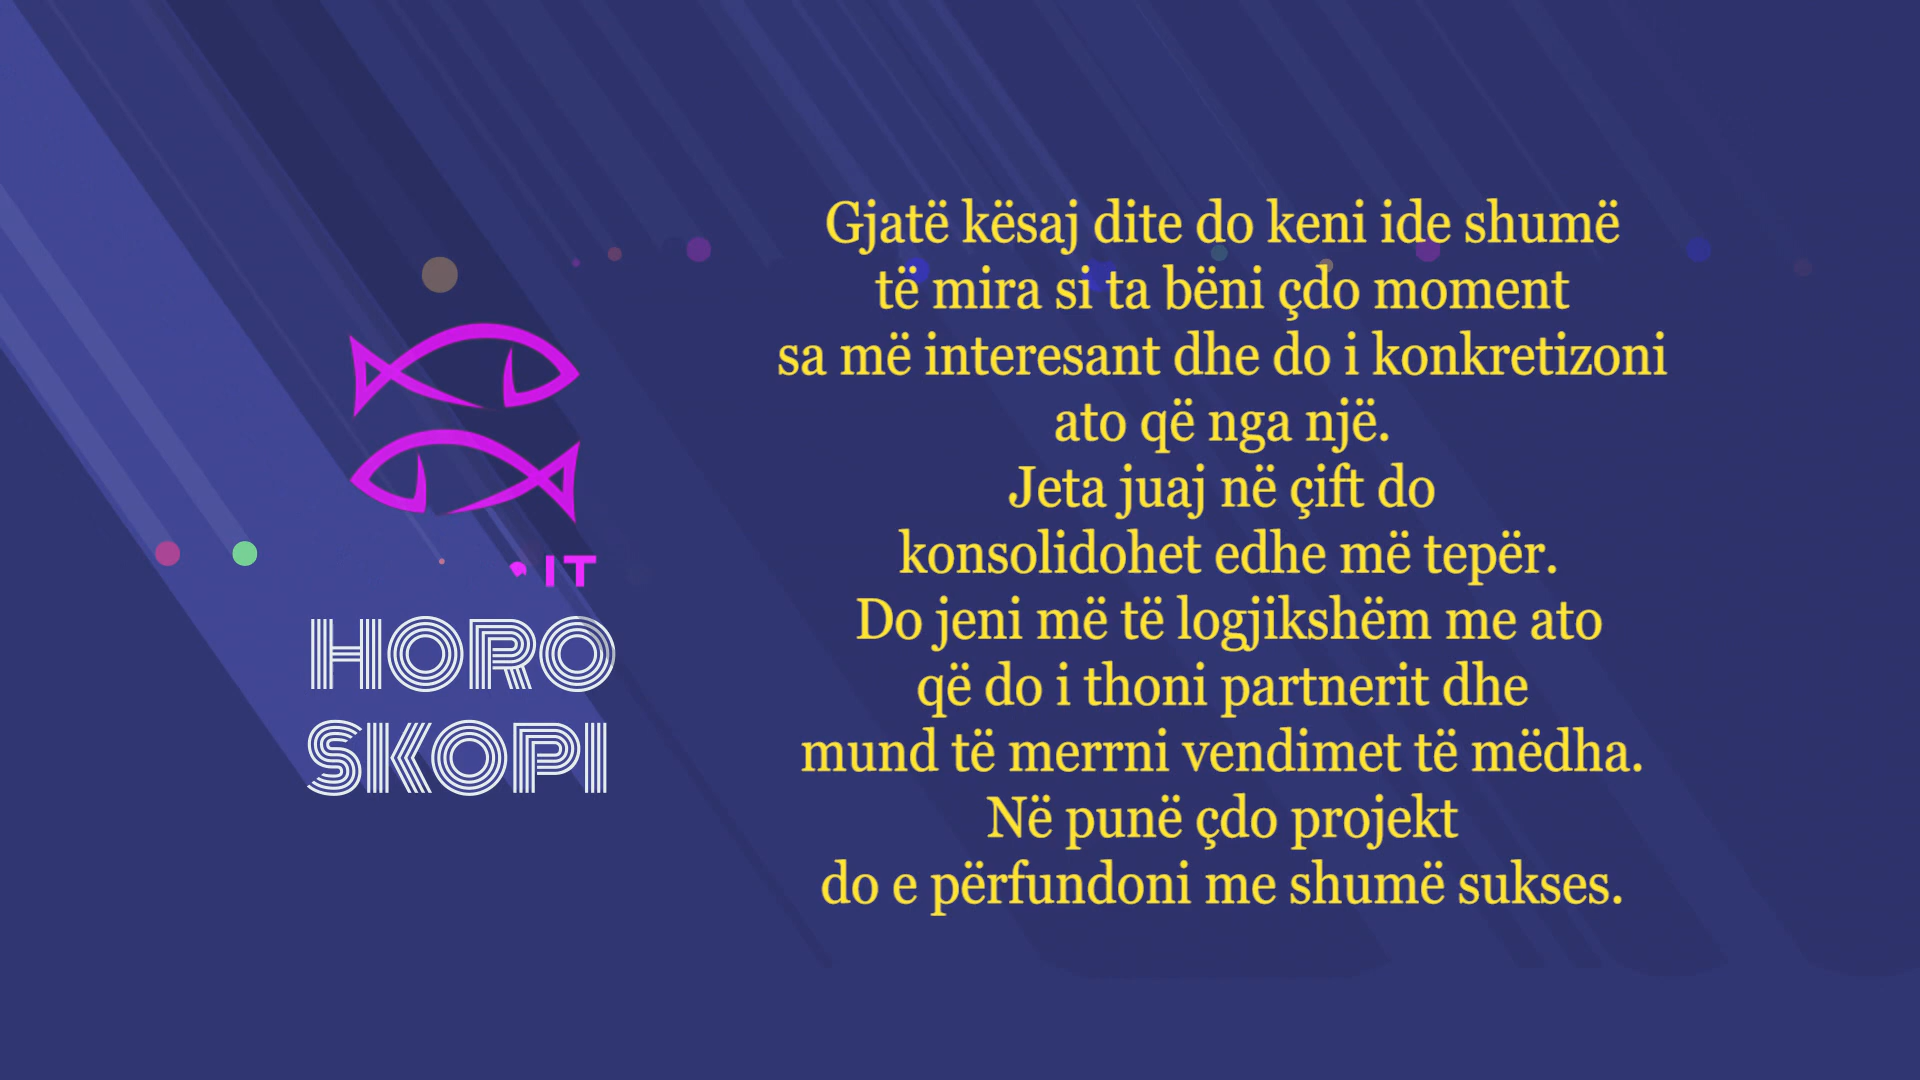 IT
HORO
SKOPI
Gjatë kësaj dite do keni ide shumë
të mira si ta bëni çdo moment
sa më interesant dhe do i konkretizoni
ato që nga një.
Jeta juaj në çift do
konsolidohet edhe më tepër.
Do jeni më të logjikshëm me ato
që do i thoni partnerit dhe
mund të merrni vendimet të mëdha.
Në punë çdo projekt
do e përfundoni me shumë sukses.